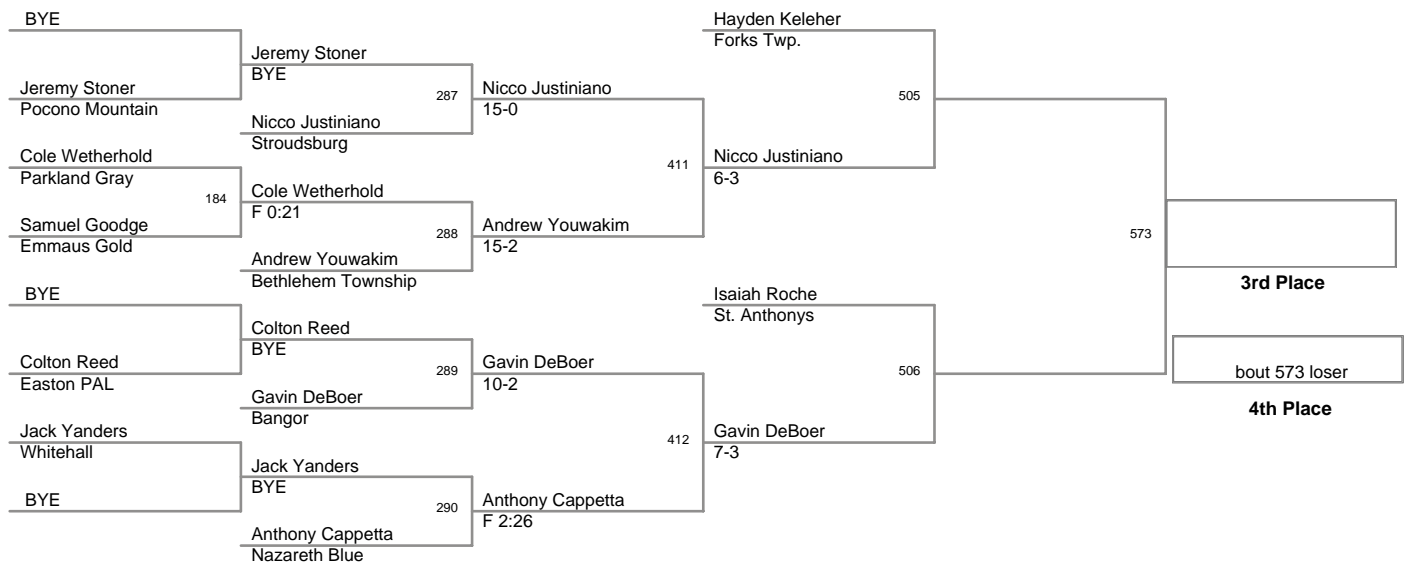 BYE
Jeremy Stoner
Pocono Mountain
Cole Wetherhold
Parkland Gray
184
Samuel Goodge
Emmaus Gold
BYE
Colton Reed
Easton PAL
Jack Yanders
Whitehall
BYE
Jeremy Stoner
BYE
287
Nicco Justiniano
Stroudsburg
Cole Wetherhold
F 0:21
288
Andrew Youwakim
Bethlehem Township
Colton Reed
BYE
289
Gavin DeBoer
Bangor
Jack Yanders
BYE
290
Anthony Cappetta
Nazareth Blue
Nicco Justiniano
15-0
411
Andrew Youwakim
15-2
Gavin DeBoer
10-2
412
Anthony Cappetta
F 2:26
Hayden Keleher
Forks Twp.
505
Nicco Justiniano
6-3
Isaiah Roche
St. Anthonys
506
Gavin DeBoer
7-3
573
3rd Place
bout 573 loser
4th Place